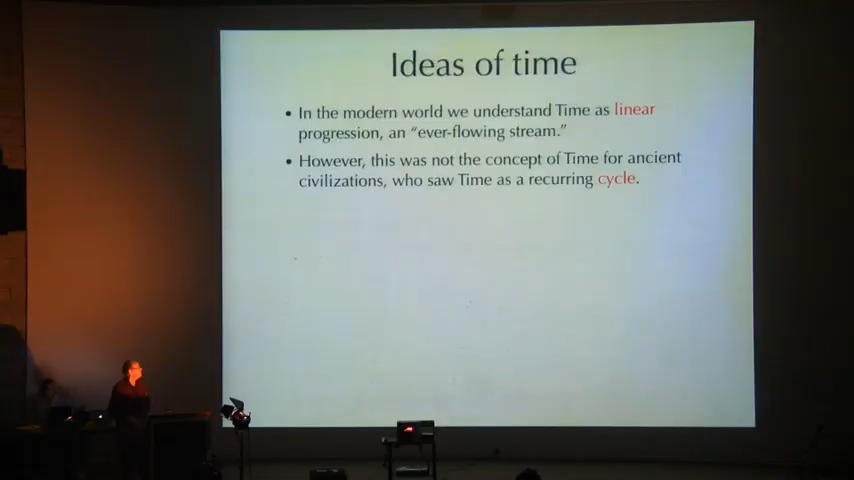 Ideas of time
• In the modern world we understand Time as linear
progression, an “ever-flowing stream.”
• However, this was not the concept of Time for ancient
civilizations, who saw Time as a recurring cycle.